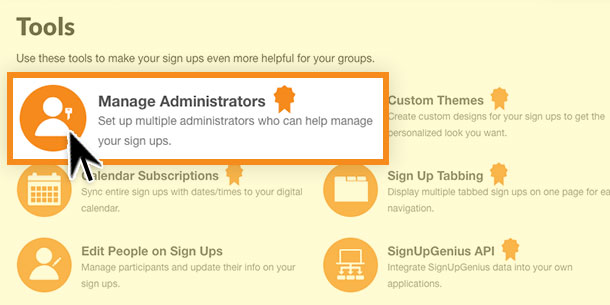 Tools
Use these tools to make your sign ups even more helpful for your groups.
Manage Administrators
Set up multiple administrators who can help manage
your sign ups.
Custom Themes
Create custom designs for your sign ups to get the
personalized look you want.
Calendar Subscriptions
Sync entire sign ups with dates/times to your digital
calendar.
Sign Up Tabbing
Display multiple tabbed sign ups on one page for ea
navigation.
Edit People on Sign Ups
Manage participants and update their info on your
sign ups.
SignUpGenius API
Integrate SignUpGenius data into your own
applications.